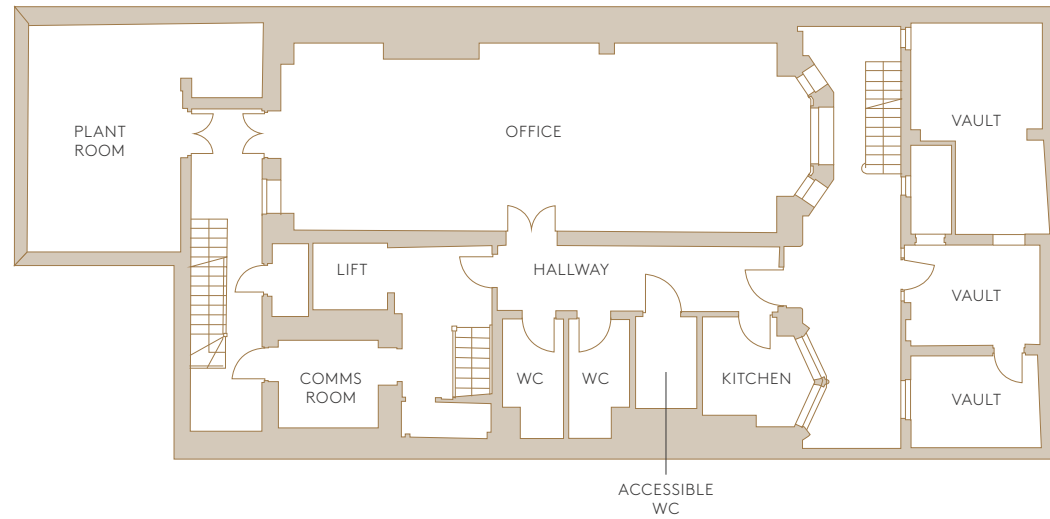 PLANT
ROOM
OFFICE
VAULT
LIFT
HALLWAY
VAULT
COMMS
ROOM
WC
WC
KITCHEN
VAULT
ACCESSIBLE
WC